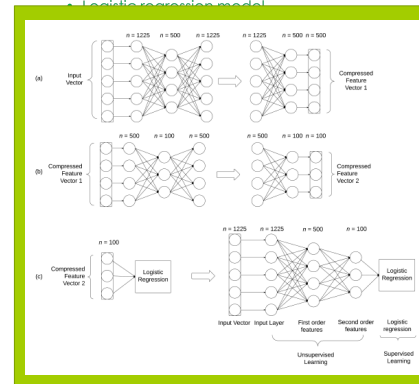 Logistic regression model
n = 1225 n = 500 n = 1225 n = 1225 n = 500 n = 500
(a) Input Vector
Compressed Feature Vector 1
n = 500 n = 100 n = 500 n = 500 n = 100 n = 100
(b) Compressed Feature Vector 1
Compressed Feature Vector 2
n = 1225 n = 1225 n = 500 n = 100
n = 100
(c) Compressed Feature Vector 2
Logistic Regression
Logistic Regression
Input Vector Input Layer First order features Second order features Logistic regression
Unsupervised Learning
Supervised Learning